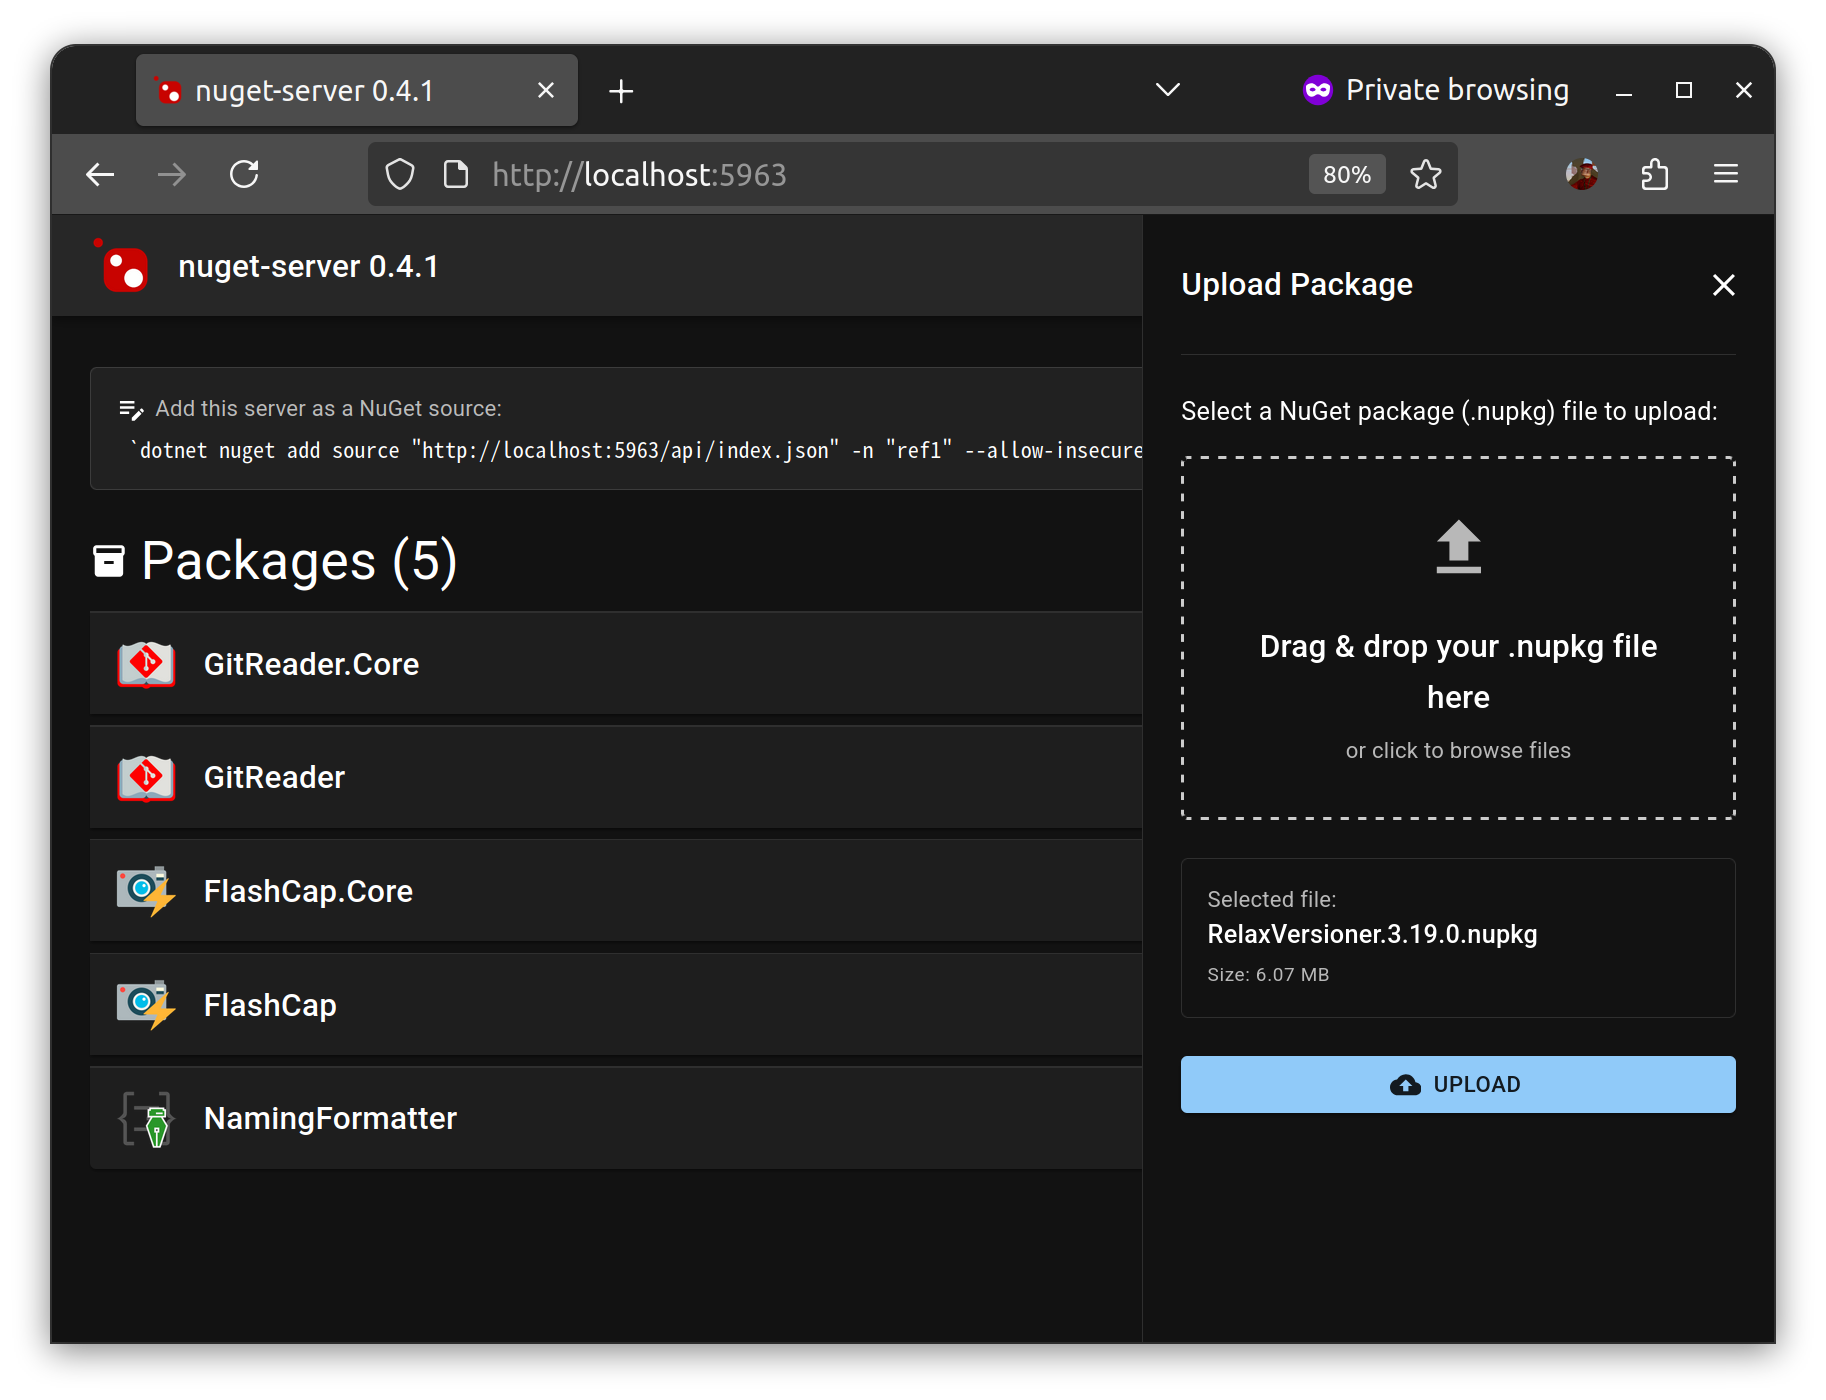 nuget-server 0.4.1
Private browsing
http://localhost:5963
80%
nuget-server 0.4.1
Add this server as a NuGet source:
`dotnet nuget add source "http://localhost:5963/api/index.json" -n "ref1" --allow-insecure
Packages (5)
GitReader.Core
GitReader
FlashCap.Core
FlashCap
NamingFormatter
Upload Package
Select a NuGet package (.nupkg) file to upload:
Drag & drop your .nupkg file
here
or click to browse files
Selected file:
RelaxVersioner.3.19.0.nupkg
Size: 6.07 MB
UPLOAD